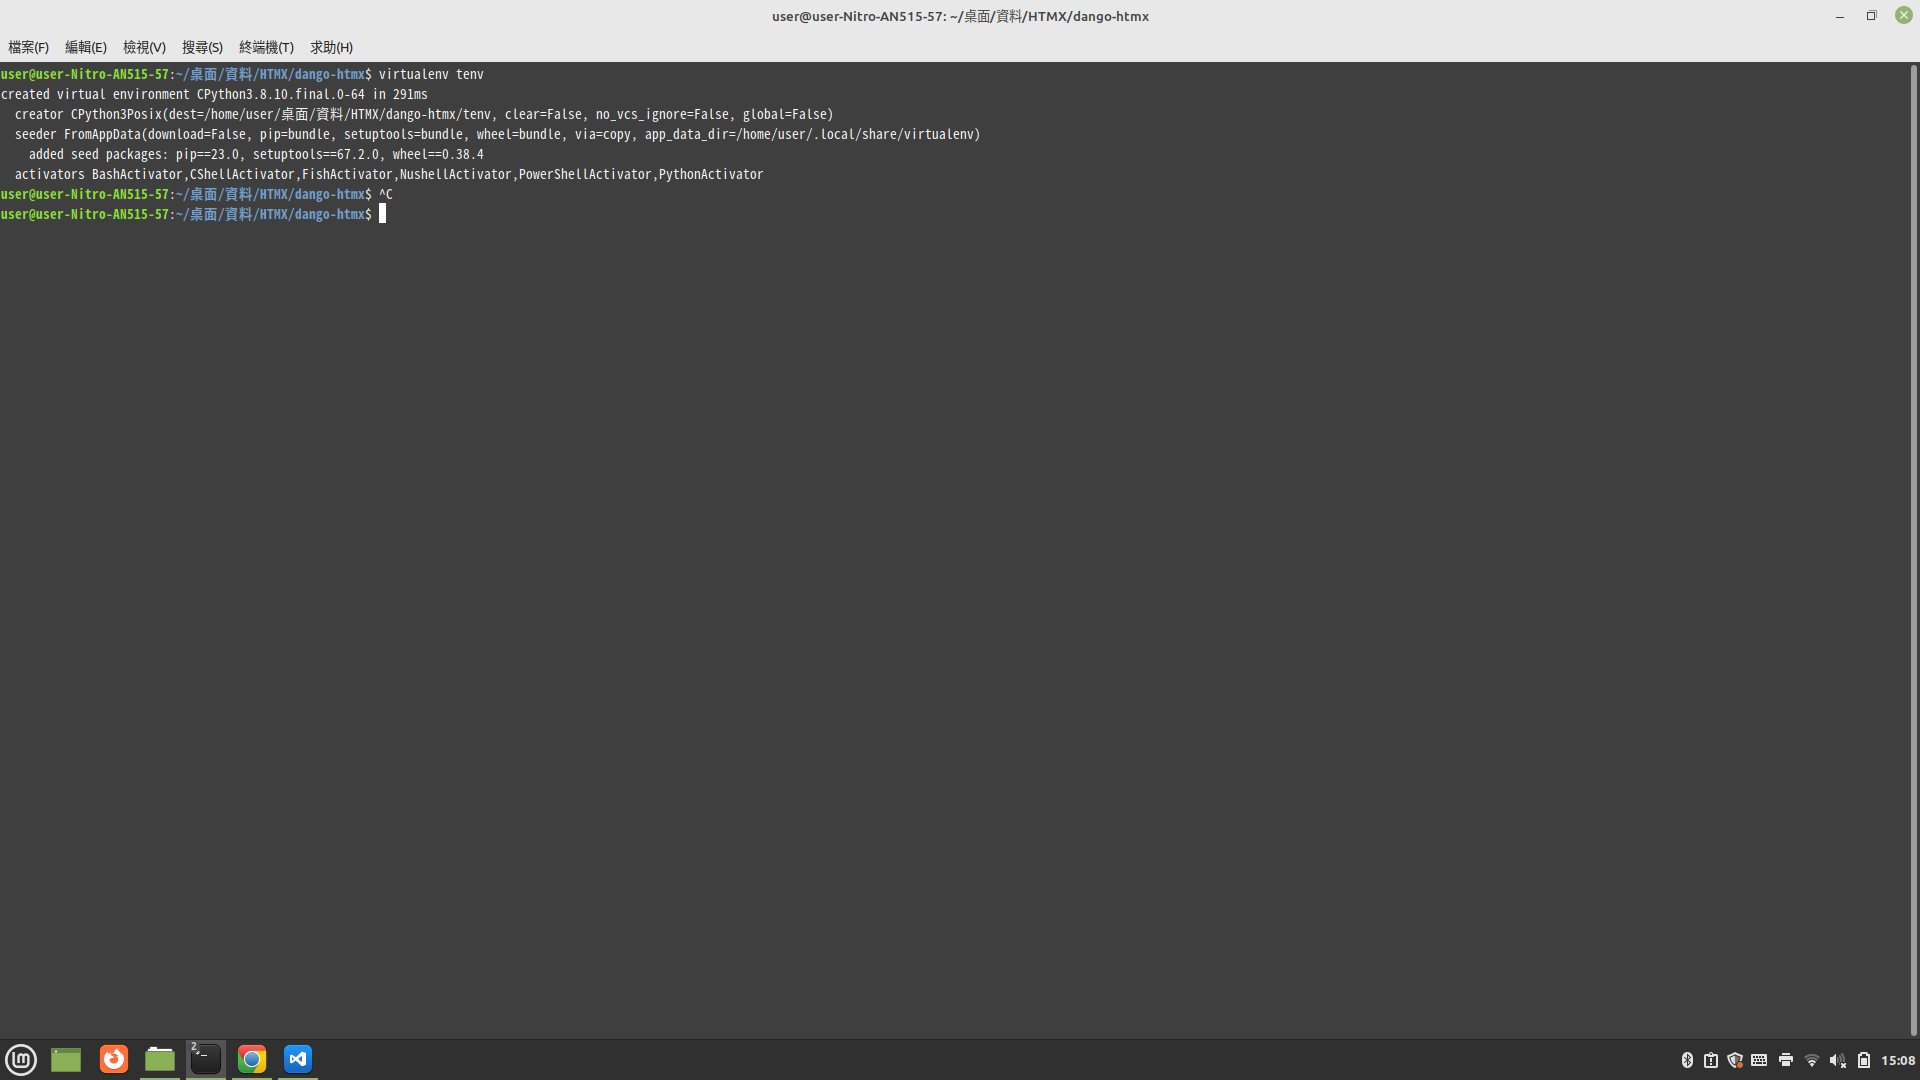 user@user-Nitro-AN515-57: ~/桌面/資料/HTMX/dango-htmx
檔案(F) 編輯(E) 檢視(V) 搜尋(S) 終端機(T) 求助(H)
user@user-Nitro-AN515-57:~/桌面/資料/HTMX/dango-htmx$ virtualenv tenv
created virtual environment CPython3.8.10.final.0-64 in 291ms
  creator CPython3Posix(dest=/home/user/桌面/資料/HTMX/dango-htmx/tenv, clear=False, no_vcs_ignore=False, global=False)
  seeder FromAppData(download=False, pip=bundle, setuptools=bundle, wheel=bundle, via=copy, app_data_dir=/home/user/.local/share/virtualenv)
    added seed packages: pip==23.0, setuptools==67.2.0, wheel==0.38.4
  activators BashActivator,CShellActivator,FishActivator,NushellActivator,PowerShellActivator,PythonActivator
user@user-Nitro-AN515-57:~/桌面/資料/HTMX/dango-htmx$ ^C
user@user-Nitro-AN515-57:~/桌面/資料/HTMX/dango-htmx$
2
15:08